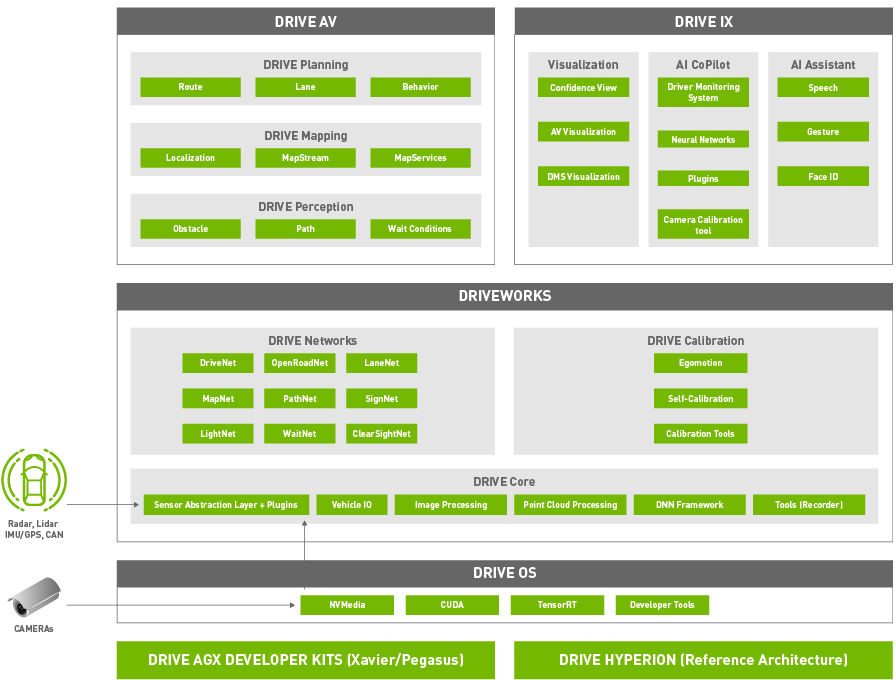 DRIVE AV
DRIVE Planning
Route
Lane
Behavior
DRIVE Mapping
Localization
MapStream
MapServices
DRIVE Perception
Obstacle
Path
Wait Conditions
DRIVE IX
Visualization
Confidence View
AV Visualization
DMS Visualization
AI CoPilot
Driver Monitoring
System
Neural Networks
Plugins
Camera Calibration
tool
AI Assistant
Speech
Gesture
Face ID
DRIVEWORKS
DRIVE Networks
DriveNet
OpenRoadNet
LaneNet
MapNet
PathNet
SignNet
LightNet
WaitNet
ClearSightNet
DRIVE Calibration
Egomotion
Self-Calibration
Calibration Tools
DRIVE Core
Sensor Abstraction Layer + Plugins
Vehicle IO
Image Processing
Point Cloud Processing
DNN Framework
Tools (Recorder)
Radar, Lidar
IMU/GPS, CAN
DRIVE OS
NVMedia
CUDA
TensorRT
Developer Tools
CAMERAs
DRIVE AGX DEVELOPER KITS (Xavier/Pegasus)
DRIVE HYPERION (Reference Architecture)